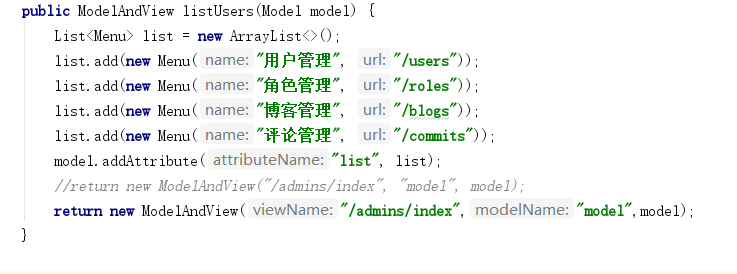 public ModelAndView listUsers(Model model) {
List<Menu> list = new ArrayList<>();
list.add(new Menu( name: "用户管理", url: "/users"));
list.add(new Menu( name: "角色管理", url: "/roles"));
list.add(new Menu( name: "博客管理", url: "/blogs"));
list.add(new Menu( name: "评论管理", url: "/commits"));
model.addAttribute( attributeName: "list", list);
//return new ModelAndView("/admins/index", "model", model);
return new ModelAndView( viewName: "/admins/index", modelName: "model",model);
}